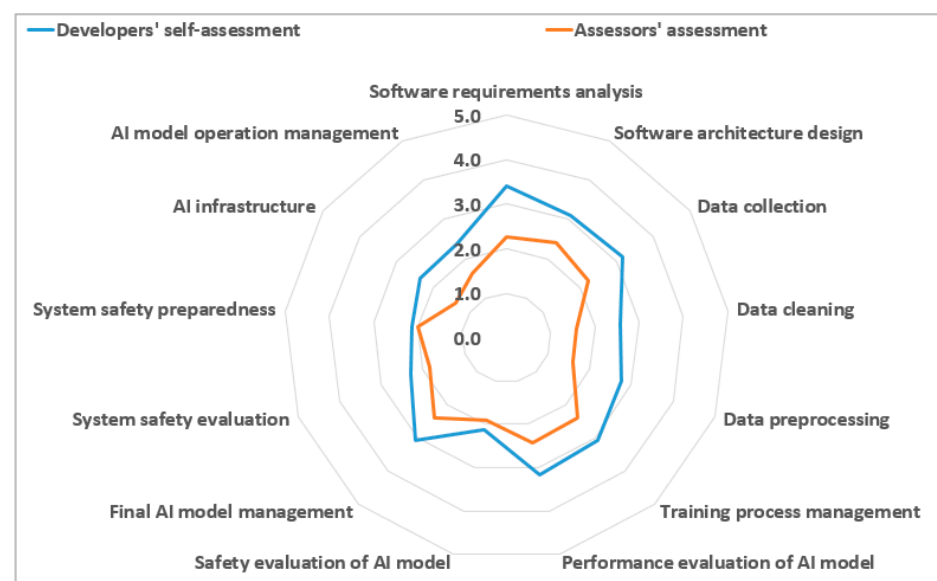 Developers' self-assessment
Assessors' assessment
Software requirements analysis
5.0
AI model operation management
Software architecture design
4.0
AI infrastructure
3.0
Data collection
2.0
1.0
System safety preparedness
Data cleaning
0.0
System safety evaluation
Data preprocessing
Final AI model management
Training process management
Safety evaluation of AI model
Performance evaluation of AI model